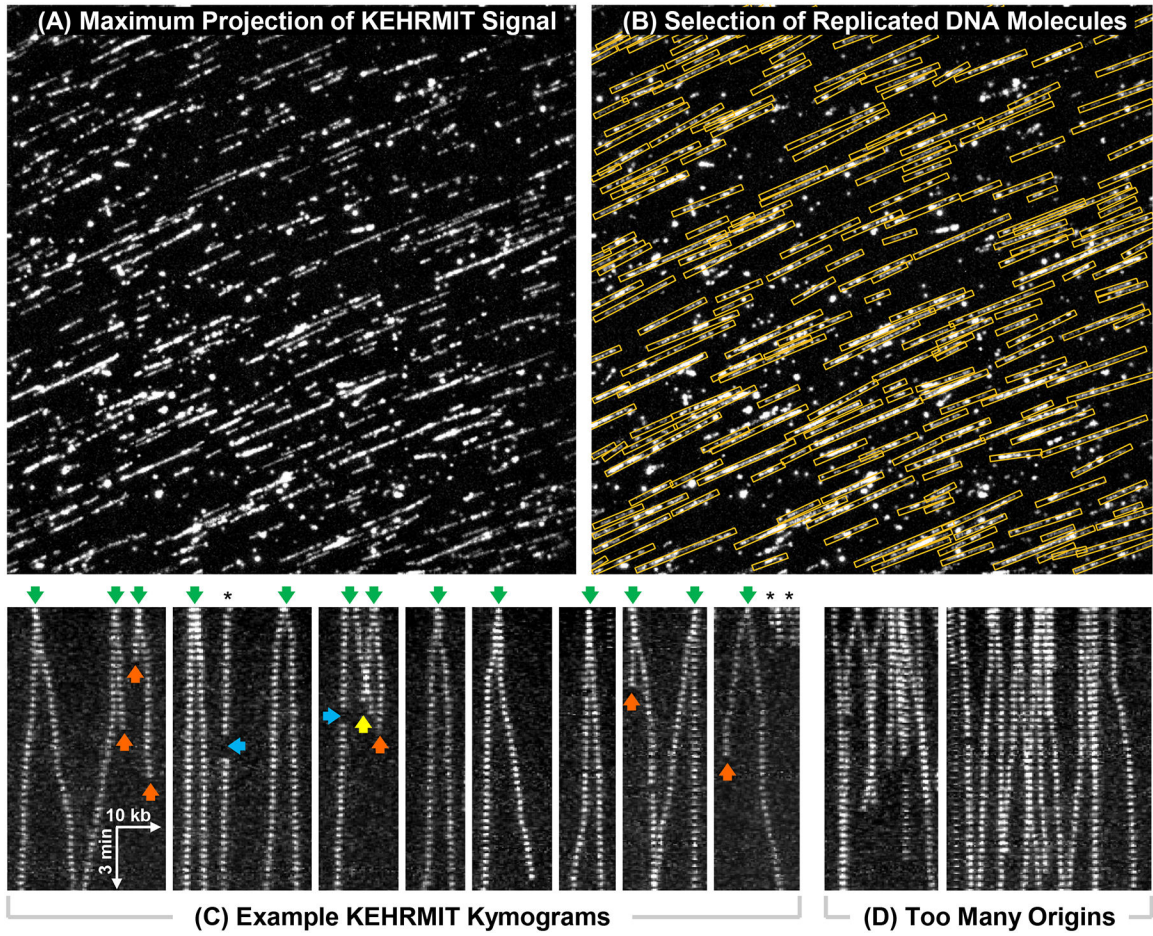 (A) Maximum Projection of KEHRMIT Signal
(B) Selection of Replicated DNA Molecules
*
* *
10 kb
3 min
(C) Example KEHRMIT Kymograms
(D) Too Many Origins